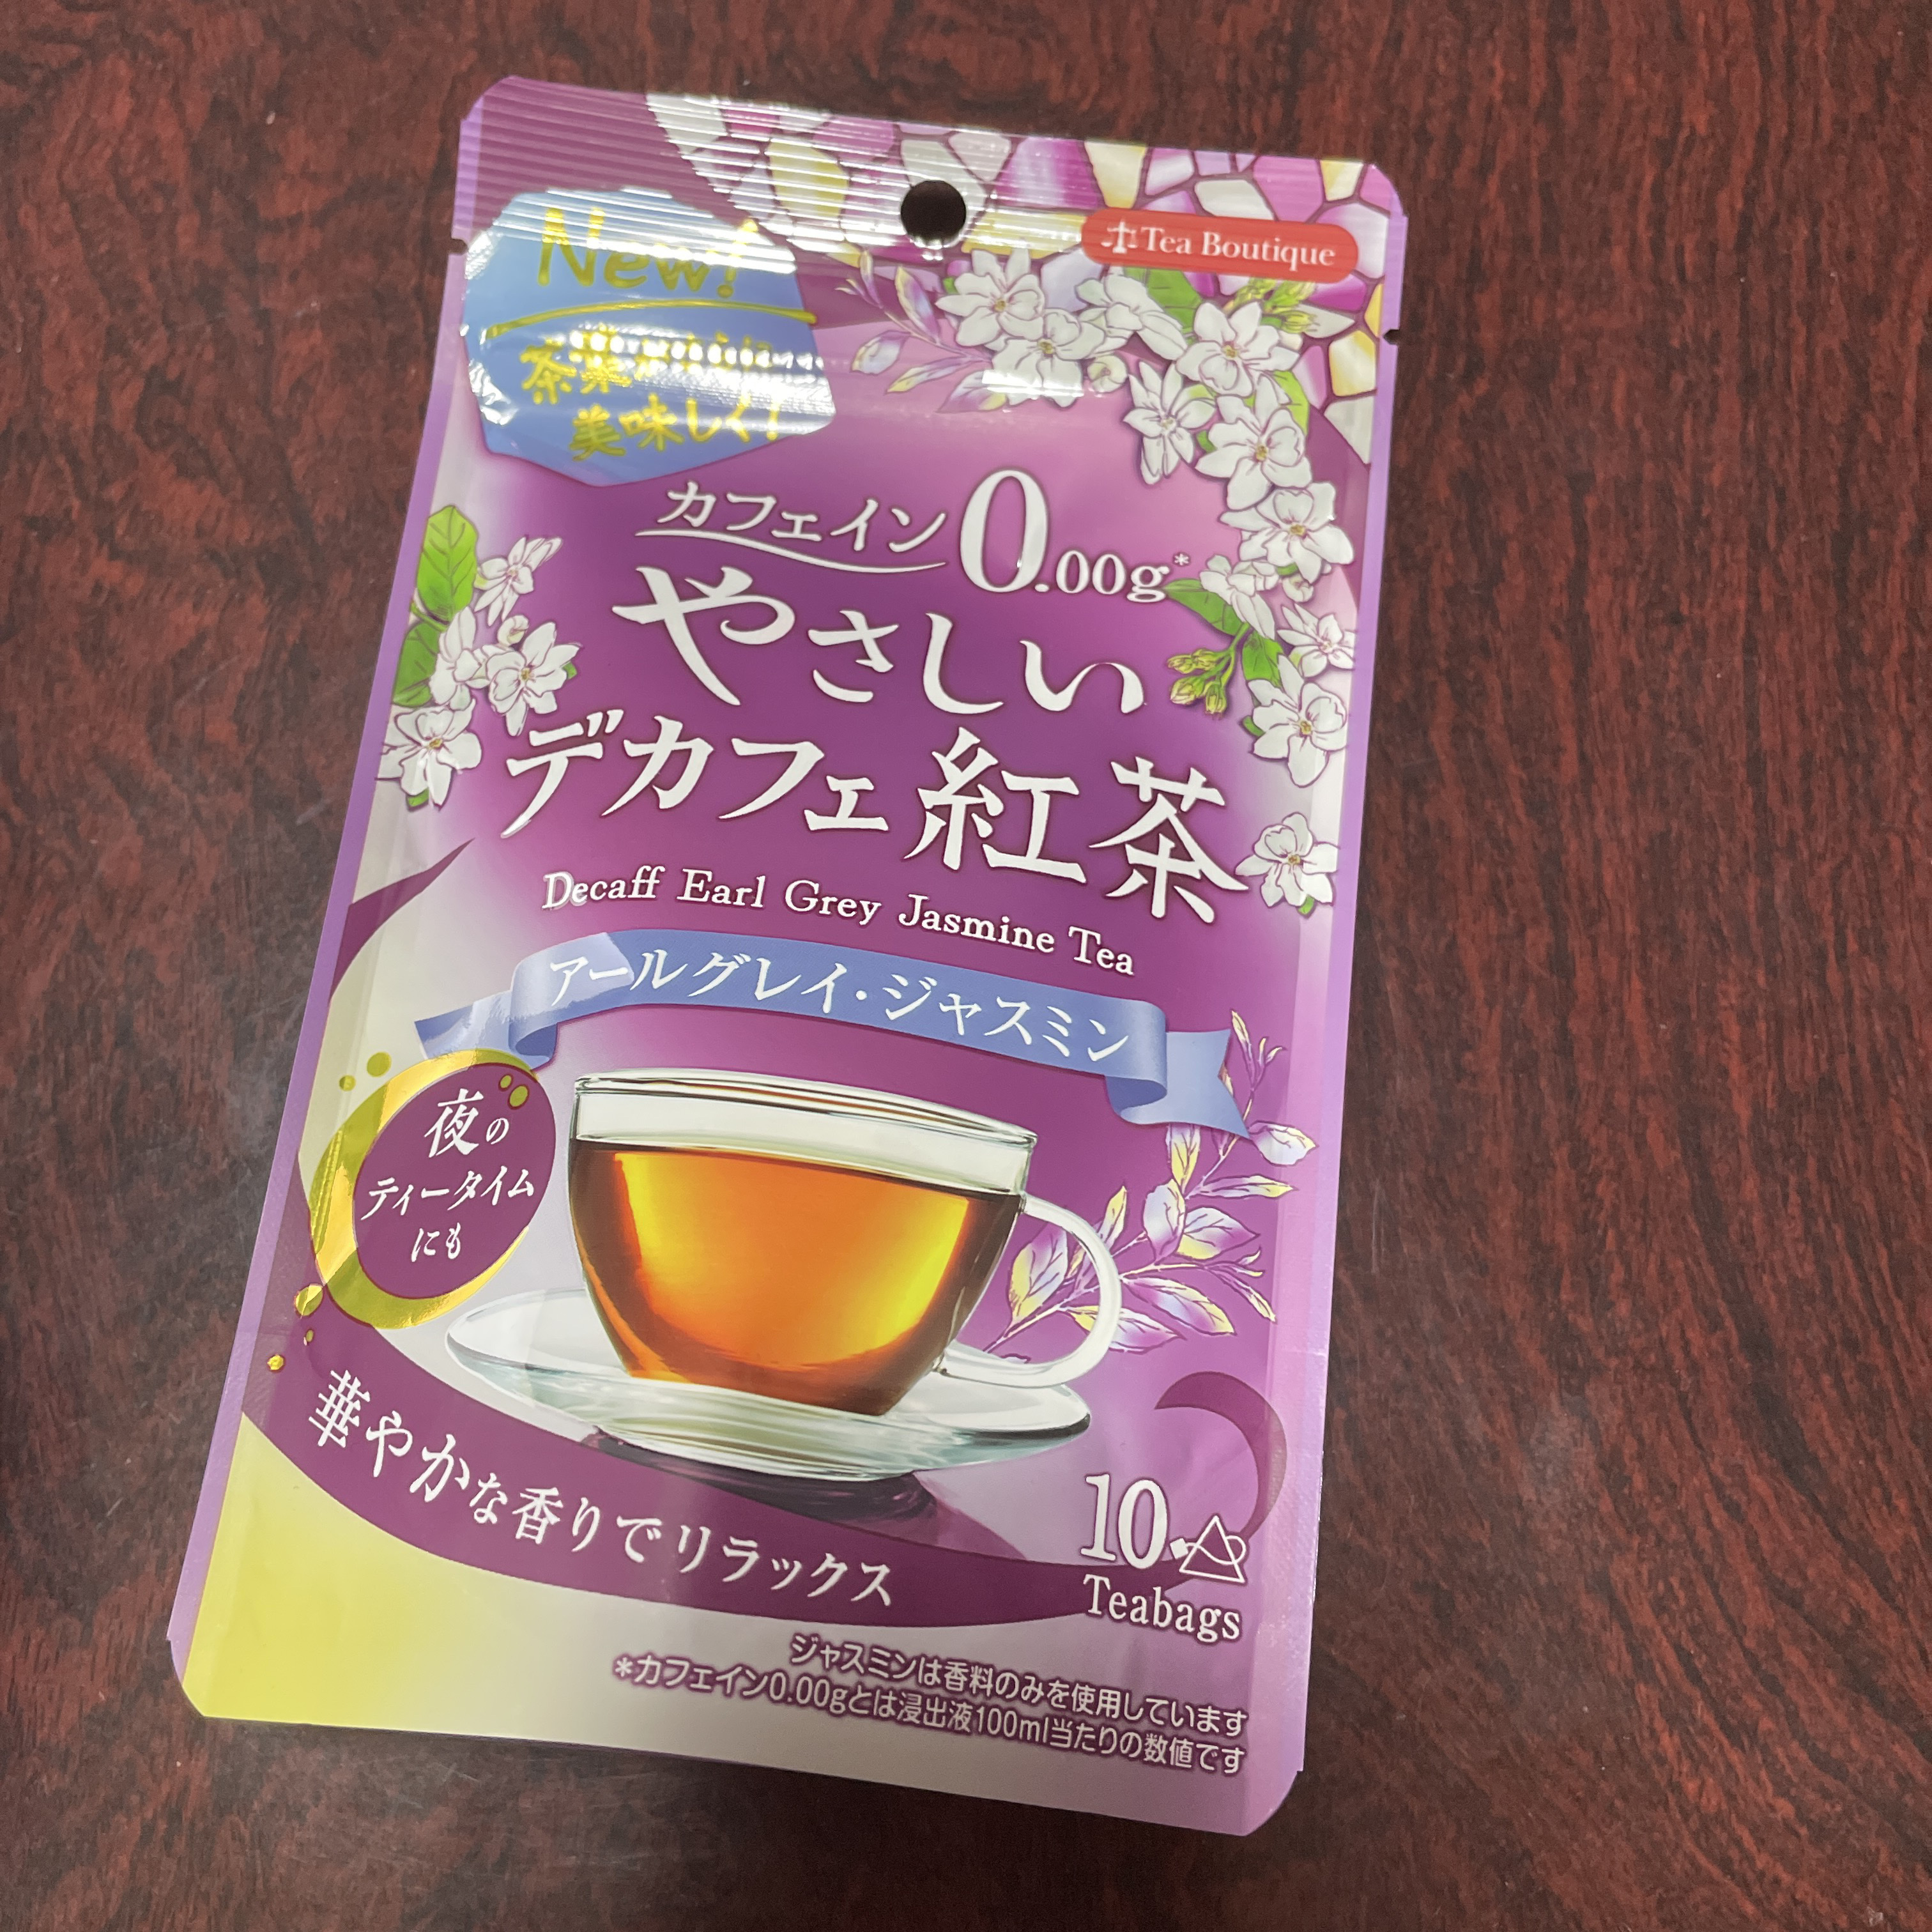 Tea Boutique
New!
茶葉がさらに
美味しく!
カフェイン0.00g*
やさしい
デカフェ紅茶
Decaff Earl Grey Jasmine Tea
アールグレイ・ジャスミン
夜の
ティータイム
にも
華やかな香りでリラックス
10
Teabags
ジャスミンは香料のみを使用しています
*カフェイン0.00gとは浸出液100ml当たりの数値です